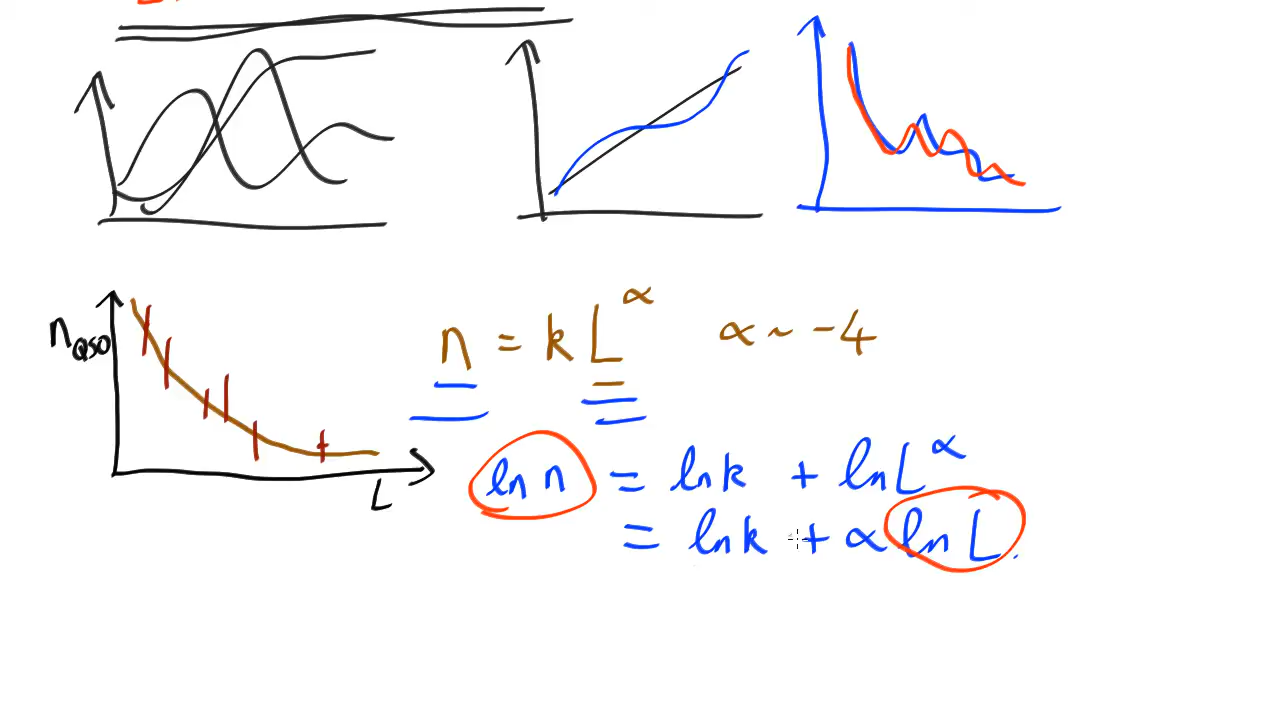 n_QSO
n = k L^α    α ~ -4
L
ln n = ln k + ln L^α
= ln k + α ln L.